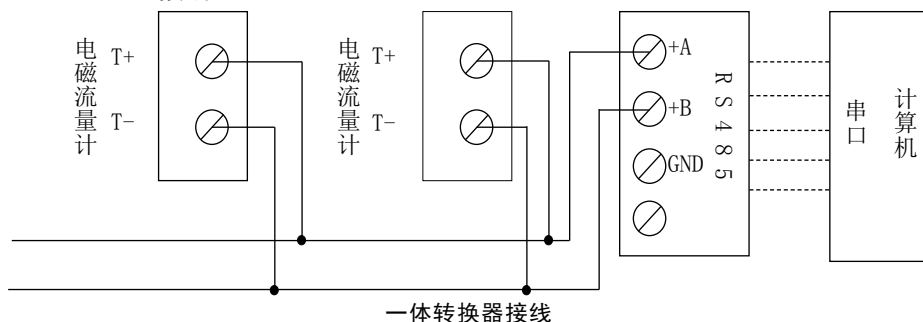 电磁流量计
T+
T-
电磁流量计
T+
T-
+A
+B
GND
RS485
串口
计算机
一体转换器接线